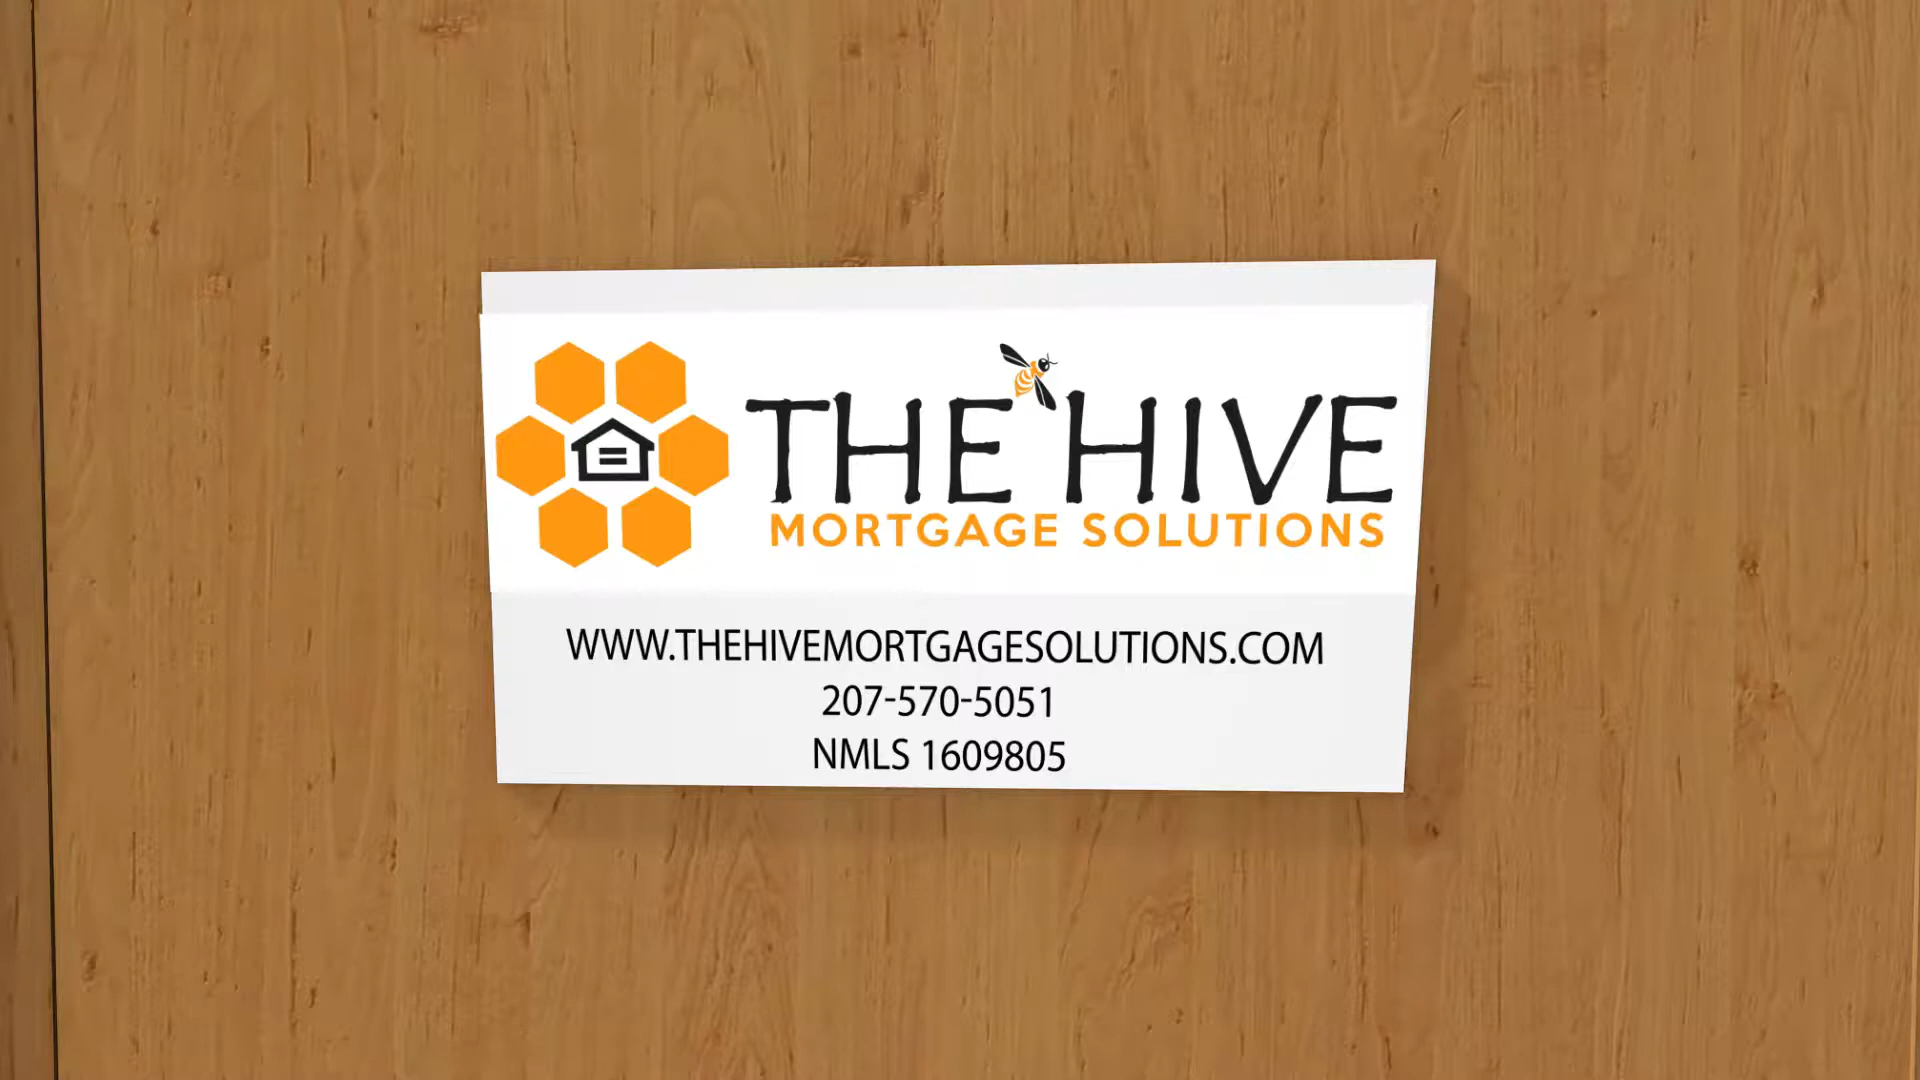 THE HIVE
MORTGAGE SOLUTIONS
WWW.THEHIVEMORTGAGESOLUTIONS.COM
207-570-5051
NMLS 1609805